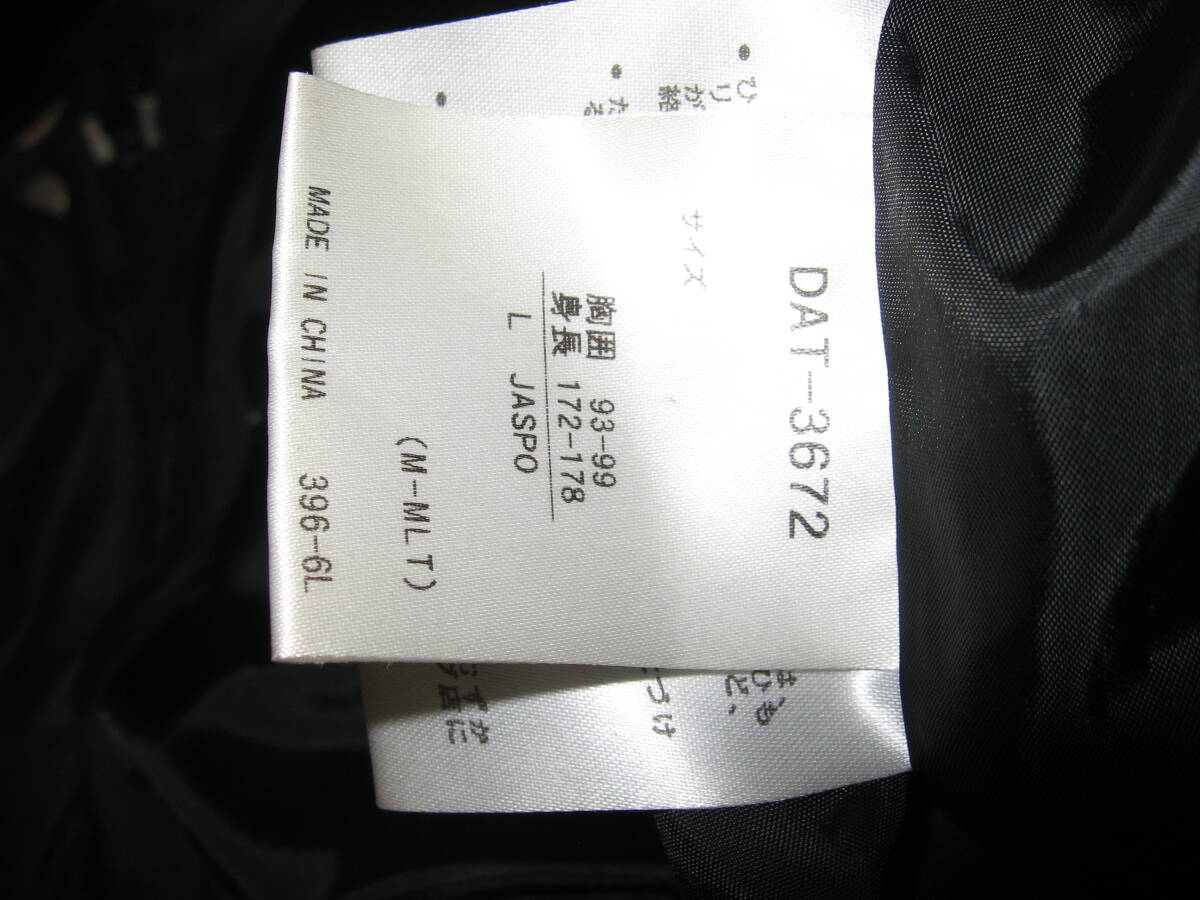 DAT-3672
サイズ
胸囲 93-99
身長 172-178
L JASPO
(M-MLT)
MADE IN CHINA 396-6L